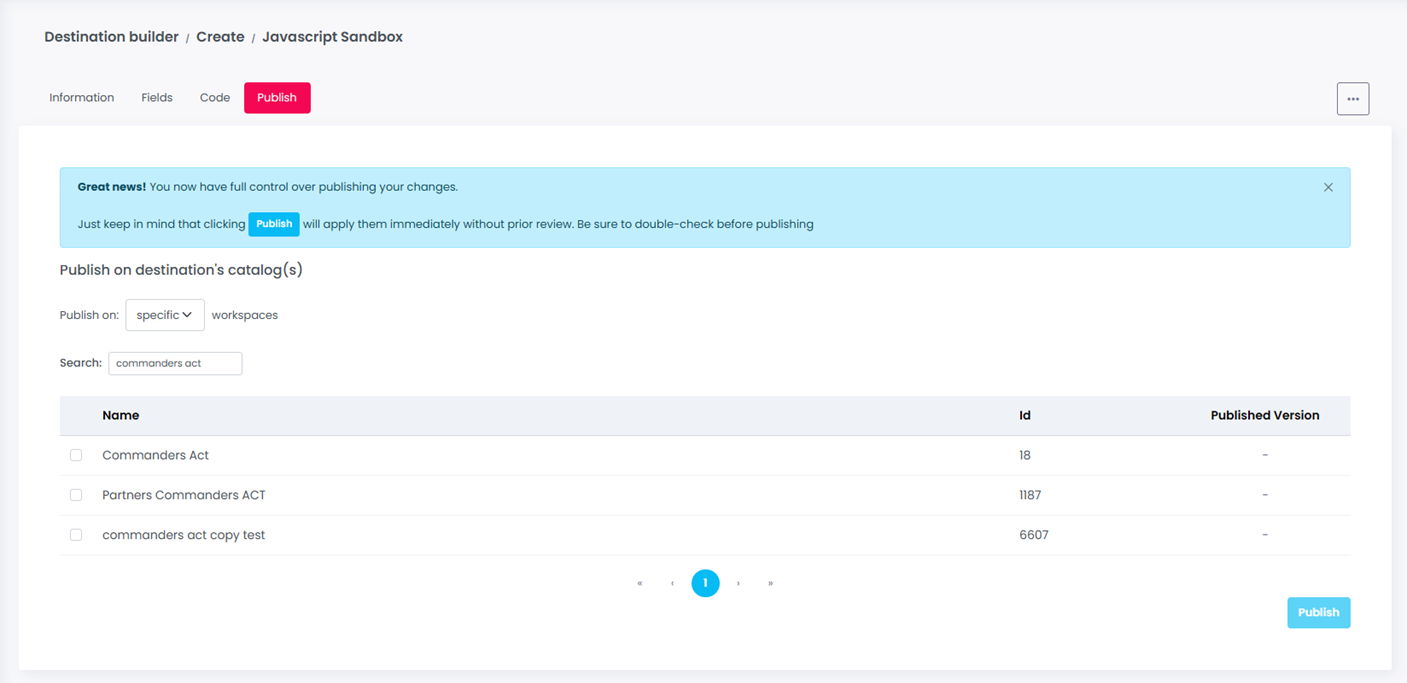 Destination builder / Create / Javascript Sandbox
Information Fields Code Publish
...
Great news! You now have full control over publishing your changes.
Just keep in mind that clicking Publish will apply them immediately without prior review. Be sure to double-check before publishing
Publish on destination's catalog(s)
Publish on: specific workspaces
Search: commanders act
Name Id Published Version
Commanders Act 18 -
Partners Commanders ACT 1187 -
commanders act copy test 6607 -
« ‹ 1 › »
Publish